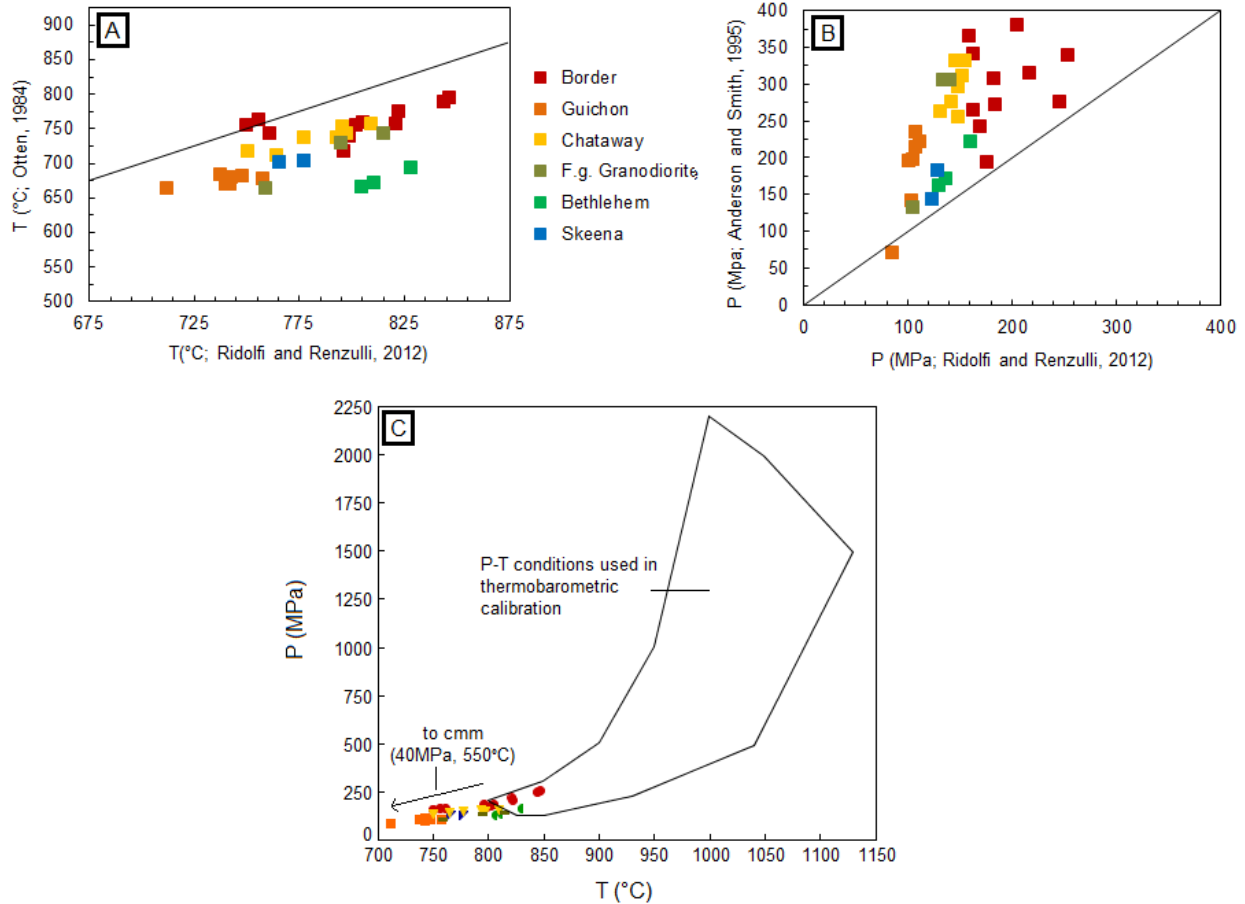 A
900
850
800
750
700
650
600
550
500
T (°C; Otten, 1984)
675 725 775 825 875
T(°C; Ridolfi and Renzulli, 2012)
Border
Guichon
Chataway
F.g. Granodiorite
Bethlehem
Skeena
B
400
350
300
250
200
150
100
50
0
P (Mpa; Anderson and Smith, 1995)
0 100 200 300 400
P (MPa; Ridolfi and Renzulli, 2012)
C
2250
2000
1750
1500
1250
1000
750
500
250
0
P (MPa)
P-T conditions used in
thermobarometric
calibration
to cmm
(40MPa, 550°C)
700 750 800 850 900 950 1000 1050 1100 1150
T (°C)